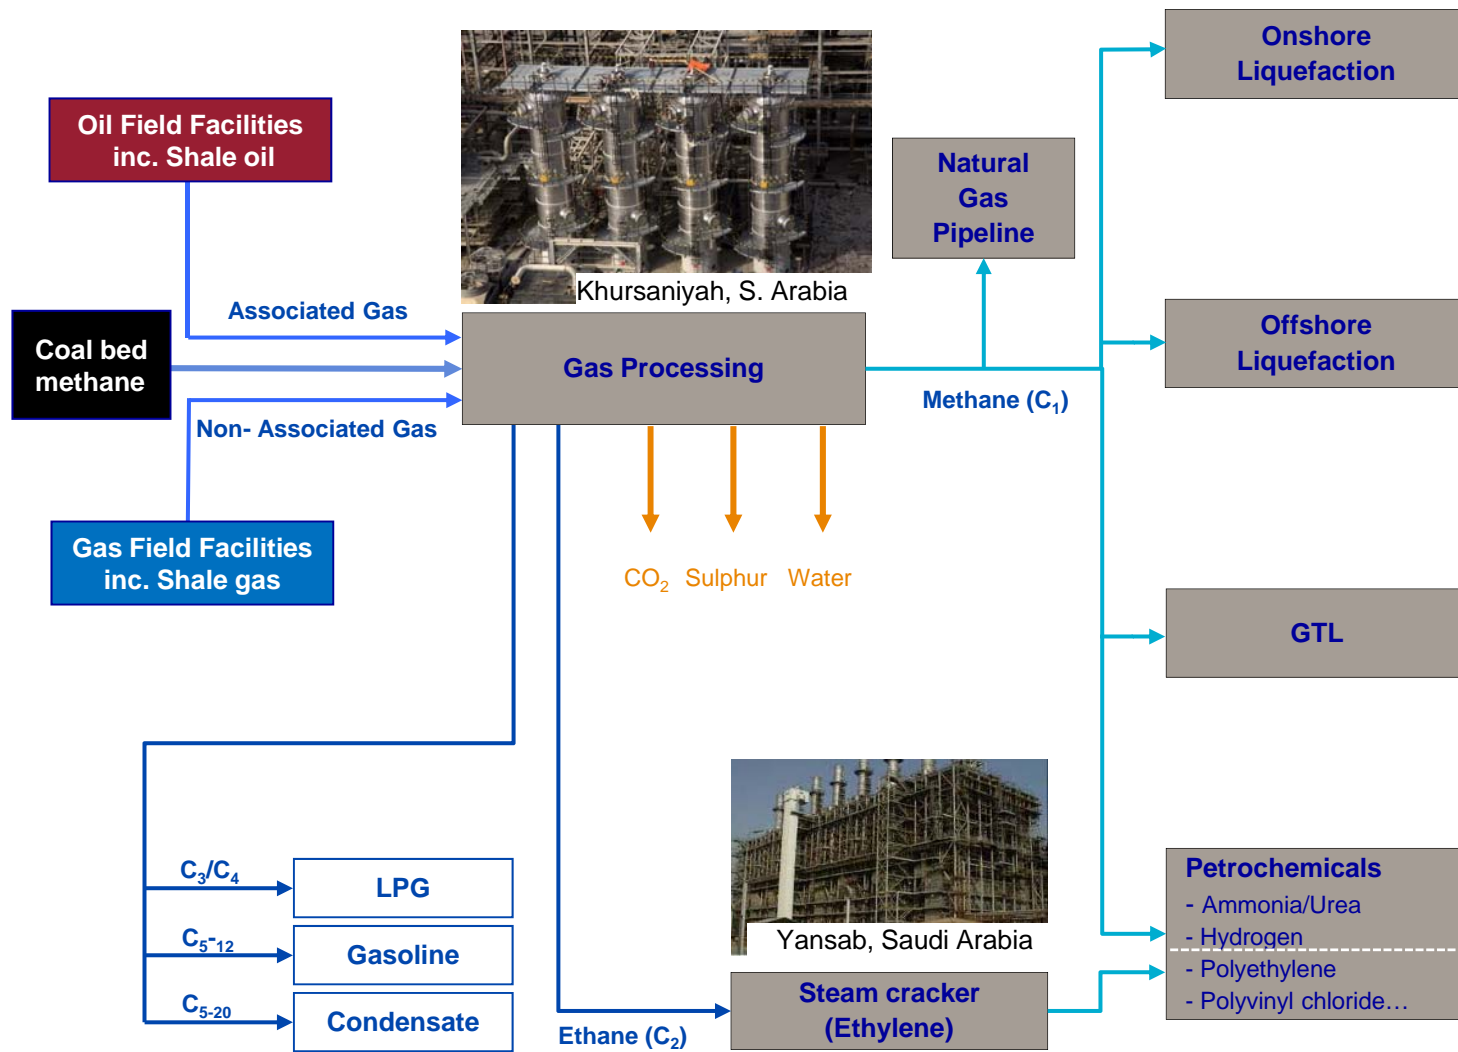 Onshore
Liquefaction
Oil Field Facilities
inc. Shale oil
Natural
Gas
Pipeline
Khursaniyah, S. Arabia
Associated Gas
Coal bed
methane
Gas Processing
Offshore
Liquefaction
Methane (C₁)
Non- Associated Gas
Gas Field Facilities
inc. Shale gas
CO₂ Sulphur Water
GTL
C₃/C₄
LPG
C₅-₁₂
Gasoline
C₅₋₂₀
Condensate
Yansab, Saudi Arabia
Steam cracker
(Ethylene)
Ethane (C₂)
Petrochemicals
- Ammonia/Urea
- Hydrogen
- Polyethylene
- Polyvinyl chloride…